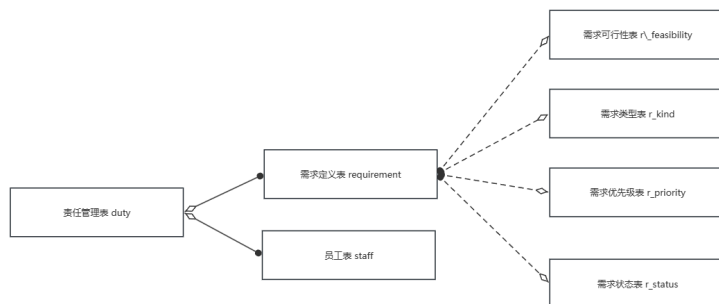 需求可行性表 r\_feasibility
需求类型表 r_kind
需求定义表 requirement
需求优先级表 r_priority
责任管理表 duty
员工表 staff
需求状态表 r_status